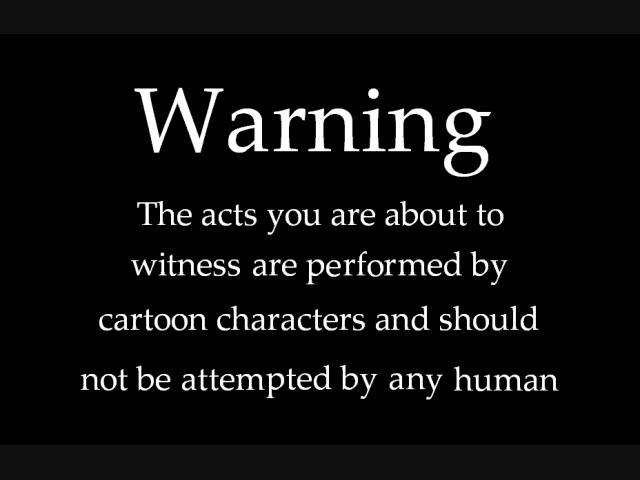 Warning
The acts you are about to
witness are performed by
cartoon characters and should
not be attempted by any human